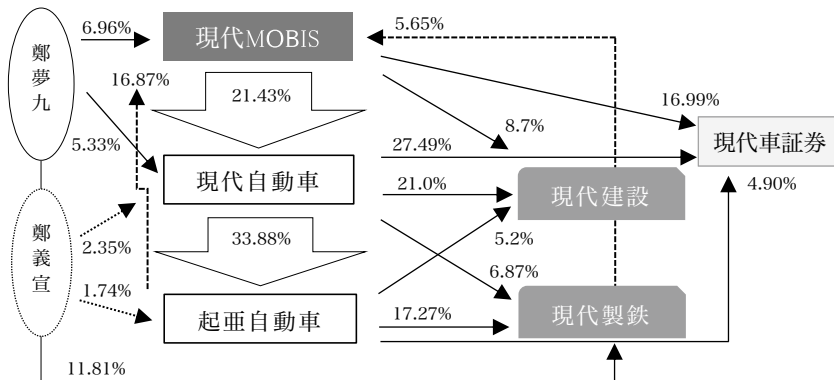 6.96%
現代MOBIS
5.65%
鄭夢九
16.87%
21.43%
16.99%
8.7%
5.33%
27.49%
現代車証券
現代自動車
21.0%
現代建設
4.90%
鄭義宣
2.35%
33.88%
5.2%
6.87%
1.74%
起亜自動車
17.27%
現代製鉄
11.81%